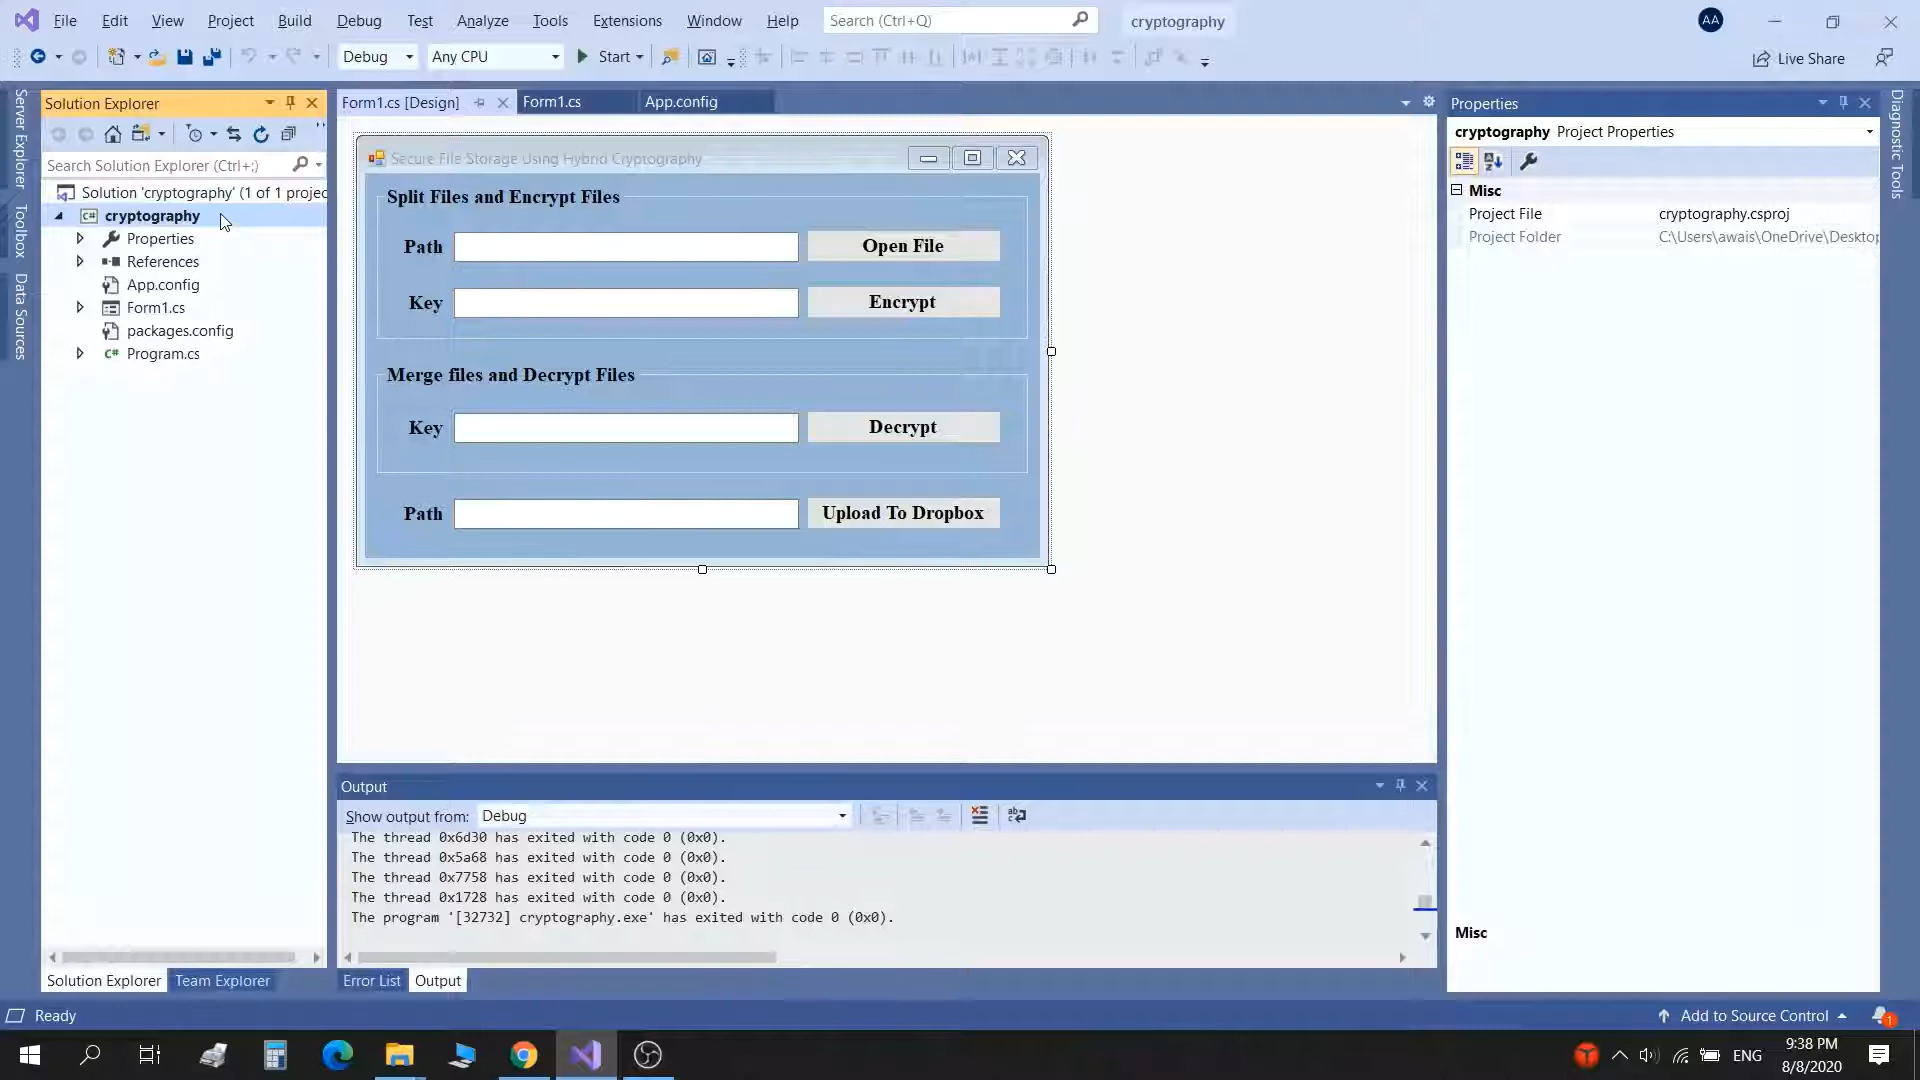 File Edit View Project Build Debug Test Analyze Tools Extensions Window Help Search (Ctrl+Q) cryptography AA
Debug Any CPU Start Live Share
Server Explorer
Toolbox
Data Sources
Solution Explorer
Search Solution Explorer (Ctrl+;)
Solution 'cryptography' (1 of 1 projec
cryptography
Properties
References
App.config
Form1.cs
packages.config
Program.cs
Solution Explorer Team Explorer
Form1.cs [Design] Form1.cs App.config
Secure File Storage Using Hybrid Cryptography
Split Files and Encrypt Files
Path Open File
Key Encrypt
Merge files and Decrypt Files
Key Decrypt
Path Upload To Dropbox
Output
Show output from: Debug
The thread 0x6d30 has exited with code 0 (0x0).
The thread 0x5a68 has exited with code 0 (0x0).
The thread 0x7758 has exited with code 0 (0x0).
The thread 0x1728 has exited with code 0 (0x0).
The program '[32732] cryptography.exe' has exited with code 0 (0x0).
Error List Output
Properties
cryptography Project Properties
Misc
Project File cryptography.csproj
Project Folder C:\Users\awais\OneDrive\Desktop
Misc
Diagnostic Tools
Ready Add to Source Control 1
ENG 9:38 PM
8/8/2020